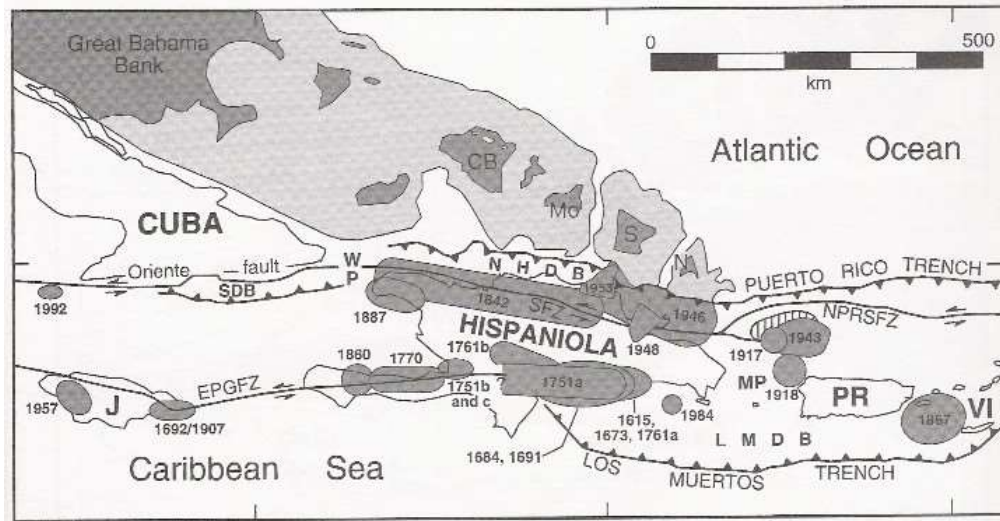 Great Bahama
Bank
0 500
km
Atlantic Ocean
CB
Mo
S
N
CUBA
Oriente fault
W
P
N H D B
PUERTO RICO TRENCH
SDB
1992
1887
1842
SFZ
1953
1946
NPRSFZ
HISPANIOLA
1948
1917
1943
1761b
1860
1770
EPGFZ
1751b
and c
?
1751a
MP
1918
PR
1957
J
1692/1907
1984
1867
VI
1615,
1673, 1761a
L M D B
1684, 1691
Caribbean Sea
LOS
MUERTOS
TRENCH